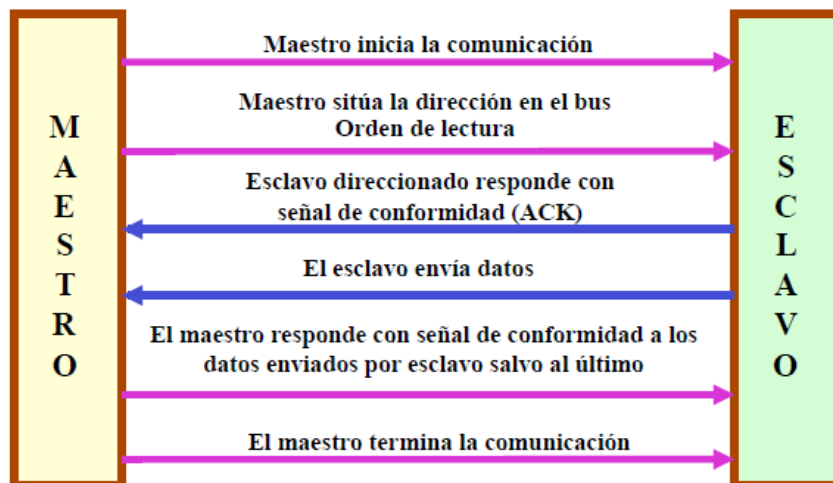 Maestro inicia la comunicación
Maestro sitúa la dirección en el bus
Orden de lectura
Esclavo direccionado responde con
señal de conformidad (ACK)
El esclavo envía datos
El maestro responde con señal de conformidad a los
datos enviados por esclavo salvo al último
El maestro termina la comunicación
MAESTRO
ESCLAVO